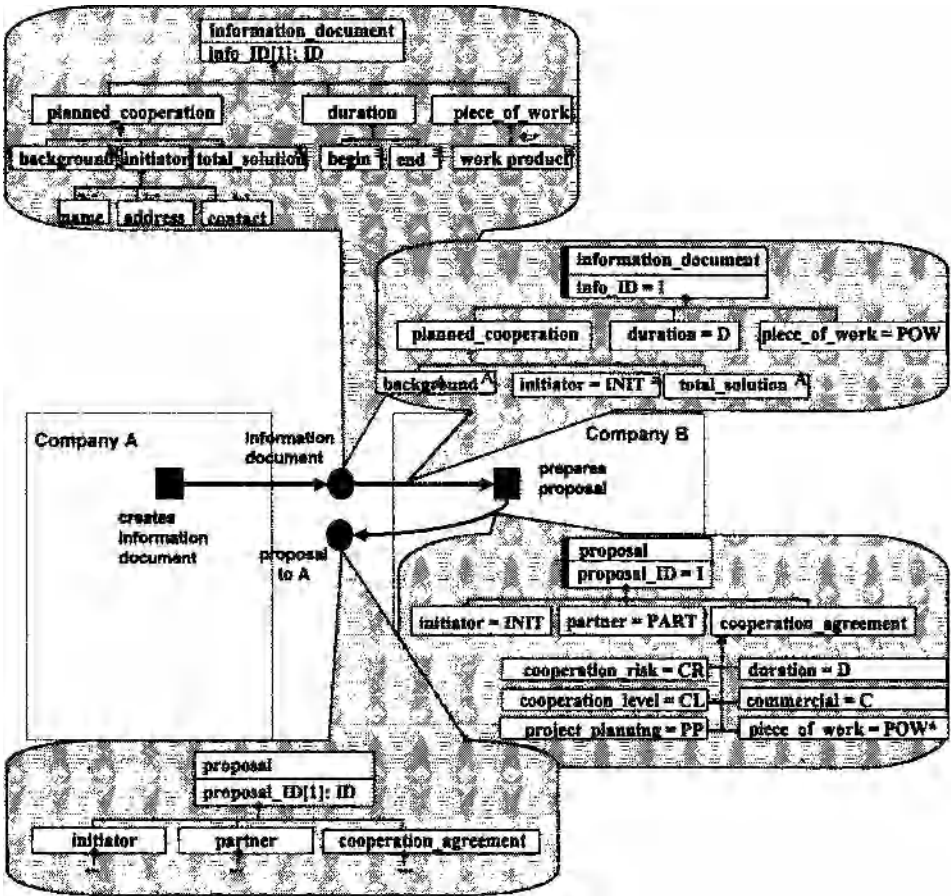 information_document
info_ID[1]: ID
planned_cooperation duration piece_of_work
background initiator total_solution begin end work product
name address contact
information_document
info_ID = I
planned_cooperation duration = D piece_of_work = POW
background A initiator = INIT total_solution A
Company A
information
document
Company B
prepares
proposal
creates
information
document
proposal
to A
proposal
proposal_ID = I
initiator = INIT partner = PART cooperation_agreement
cooperation_risk = CR duration = D
cooperation_level = CL commercial = C
project_planning = PP piece_of_work = POW*
proposal
proposal_ID[1]: ID
initiator partner cooperation_agreement
... ... ...